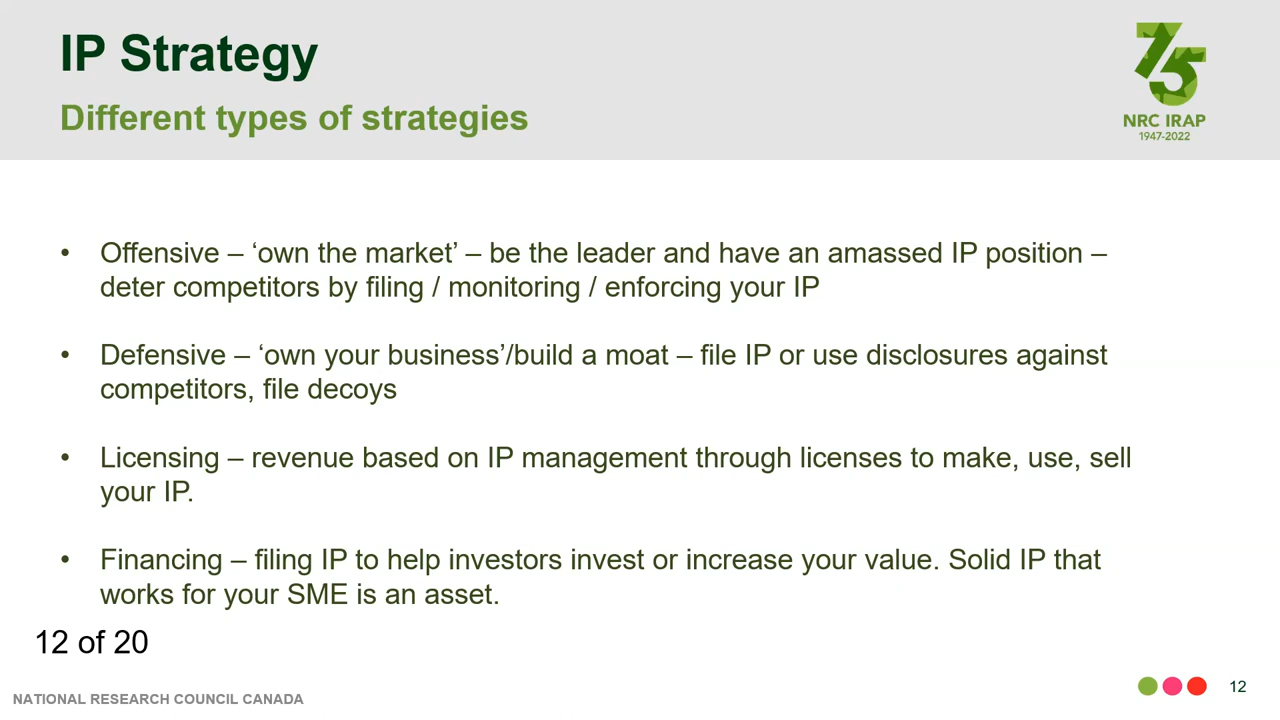 IP Strategy
Different types of strategies
75
NRC IRAP
1947-2022
• Offensive – ‘own the market’ – be the leader and have an amassed IP position –
deter competitors by filing / monitoring / enforcing your IP
• Defensive – ‘own your business’/build a moat – file IP or use disclosures against
competitors, file decoys
• Licensing – revenue based on IP management through licenses to make, use, sell
your IP.
• Financing – filing IP to help investors invest or increase your value. Solid IP that
works for your SME is an asset.
12 of 20
NATIONAL RESEARCH COUNCIL CANADA
12